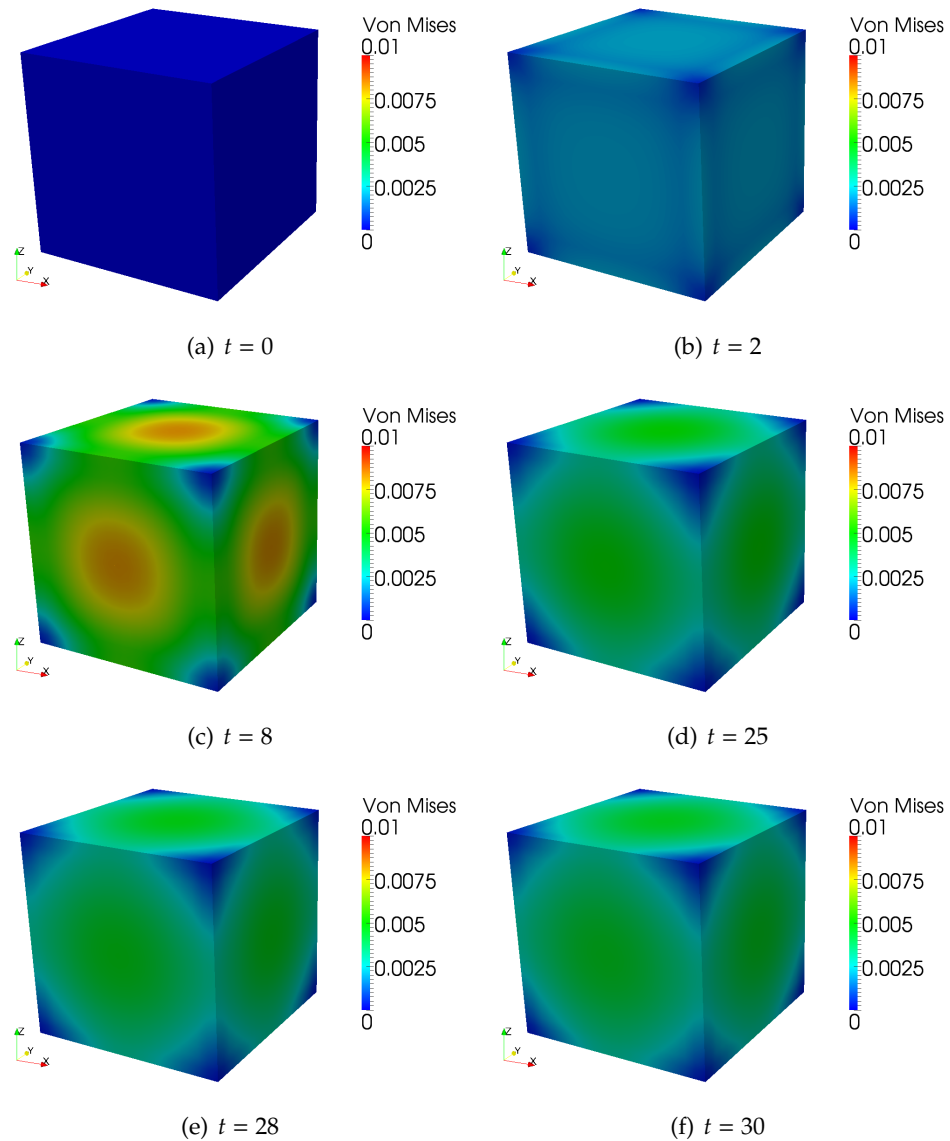 Von Mises
0.01
0.0075
0.005
0.0025
0
Z
Y
X
(a) t = 0
Von Mises
0.01
0.0075
0.005
0.0025
0
Z
Y
X
(b) t = 2
Von Mises
0.01
0.0075
0.005
0.0025
0
Z
Y
X
(c) t = 8
Von Mises
0.01
0.0075
0.005
0.0025
0
Z
Y
X
(d) t = 25
Von Mises
0.01
0.0075
0.005
0.0025
0
Z
Y
X
(e) t = 28
Von Mises
0.01
0.0075
0.005
0.0025
0
Z
Y
X
(f) t = 30